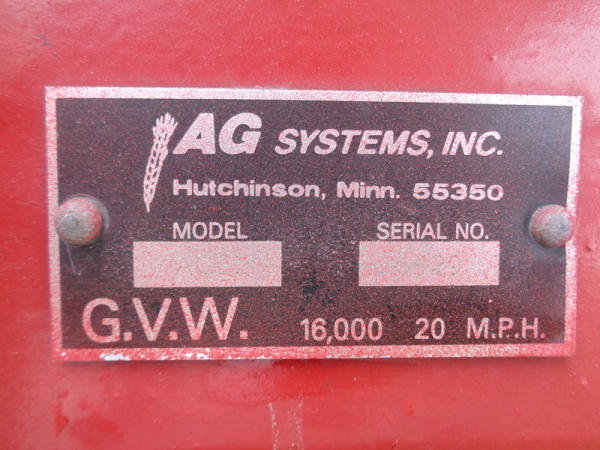 AG SYSTEMS, INC.
Hutchinson, Minn. 55350
MODEL SERIAL NO.
G.V.W. 16,000 20 M.P.H.